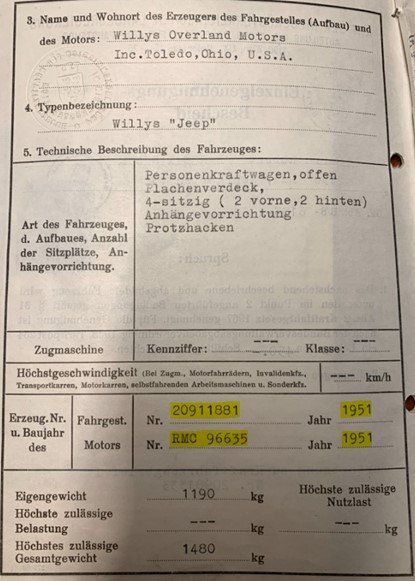 3. Name und Wohnort des Erzeugers des Fahrgestelles (Aufbau) und
des Motors: Willys Overland Motors
Inc.Toledo,Ohio, U.S.A.
4. Typenbezeichnung:
Willys "Jeep"
5. Technische Beschreibung des Fahrzeuges:
Personenkraftwagen,offen
Flachenverdeck,
4-sitzig ( 2 vorne,2 hinten)
Anhängevorrichtung
Protzhacken
Art des Fahrzeuges,
d. Aufbaues, Anzahl
der Sitzplätze, An-
hängevorrichtung.
Zugmaschine Kennziffer: --- Klasse: ---
Höchstgeschwindigkeit (Bei Zugm., Motorfahrrädern, Invalidenkfz.,
Transportkarren, Motorkarren, selbstfahrenden Arbeitsmaschinen u. Sonderkfz. --- km/h
Erzeug. Nr.
u. Baujahr
des
Fahrgest. Nr. 20911881 Jahr 1951
Motors Nr. RMC 96635 Jahr 1951
Eigengewicht 1190 kg
Höchste zulässige
Nutzlast
Höchste zulässige
Belastung --- kg --- kg
Höchstes zulässige
Gesamtgewicht 1480 kg